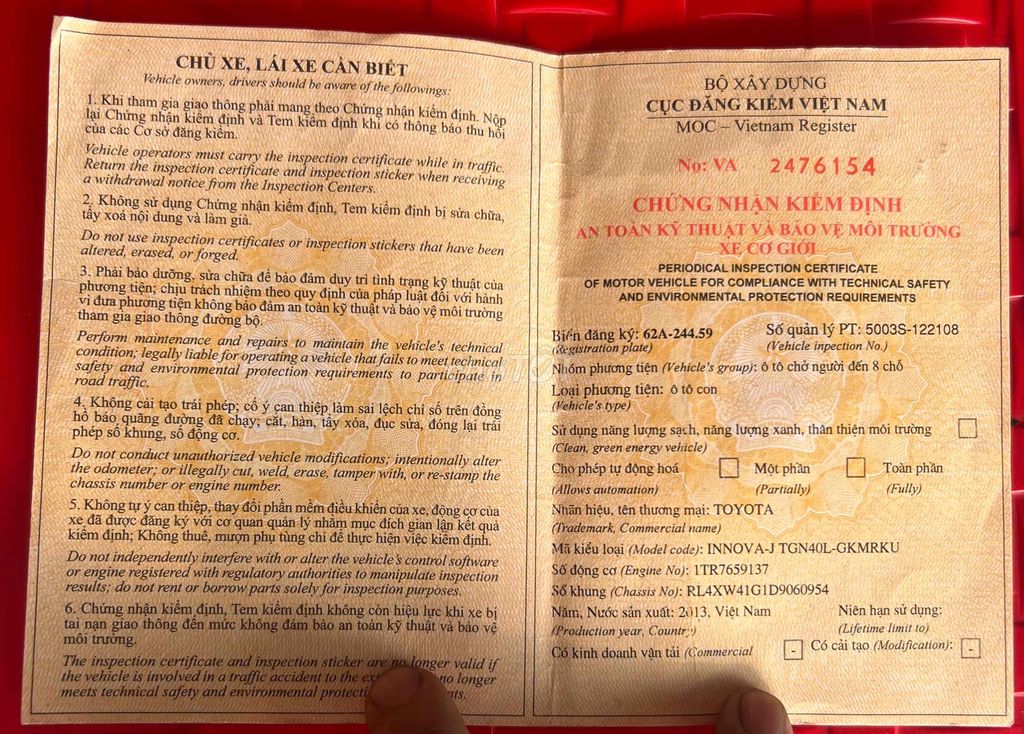 CHỦ XE, LÁI XE CẦN BIẾT
Vehicle owners, drivers should be aware of the followings:
1. Khi tham gia giao thông phải mang theo Chứng nhận kiểm định. Nộp
lại Chứng nhận kiểm định và Tem kiểm định khi có thông báo thu hồi
của các Cơ sở đăng kiểm.
Vehicle operators must carry the inspection certificate while in traffic.
Return the inspection certificate and inspection sticker when receiving
a withdrawal notice from the Inspection Centers.
2. Không sử dụng Chứng nhận kiểm định, Tem kiểm định bị sửa chữa,
tẩy xoá nội dung và làm giả.
Do not use inspection certificates or inspection stickers that have been
altered, erased, or forged.
3. Phải bảo dưỡng, sửa chữa để bảo đảm duy trì tình trạng kỹ thuật của
phương tiện; chịu trách nhiệm theo quy định của pháp luật đối với hành
vi đưa phương tiện không bảo đảm an toàn kỹ thuật và bảo vệ môi trường
tham gia giao thông đường bộ.
Perform maintenance and repairs to maintain the vehicle's technical
condition; legally liable for operating a vehicle that fails to meet technical
safety and environmental protection requirements to participate in
road traffic.
4. Không cải tạo trái phép; cố ý can thiệp làm sai lệch chỉ số trên đồng
hồ báo quãng đường đã chạy; cắt, hàn, tẩy xóa, đục sửa, đóng lại trái
phép số khung, số động cơ.
Do not conduct unauthorized vehicle modifications; intentionally alter
the odometer; or illegally cut, weld, erase, tamper with, or re-stamp the
chassis number or engine number.
5. Không tự ý can thiệp, thay đổi phần mềm điều khiển của xe, động cơ của
xe đã được đăng ký với cơ quan quản lý nhằm mục đích gian lận kết quả
kiểm định; Không thuê, mượn phụ tùng chỉ để thực hiện việc kiểm định.
Do not independently interfere with or alter the vehicle's control software
or engine registered with regulatory authorities to manipulate inspection
results; do not rent or borrow parts solely for inspection purposes.
6. Chứng nhận kiểm định, Tem kiểm định không còn hiệu lực khi xe bị
tai nạn giao thông đến mức không đảm bảo an toàn kỹ thuật và bảo vệ
môi trường.
The inspection certificate and inspection sticker are no longer valid if
the vehicle is involved in a traffic accident to the no longer
meets technical safety and environmental
BỘ XÂY DỰNG
CỤC ĐĂNG KIỂM VIỆT NAM
MOC – Vietnam Register
No: VA 2476154
CHỨNG NHẬN KIỂM ĐỊNH
AN TOÀN KỸ THUẬT VÀ BẢO VỆ MÔI TRƯỜNG
XE CƠ GIỚI
PERIODICAL INSPECTION CERTIFICATE
OF MOTOR VEHICLE FOR COMPLIANCE WITH TECHNICAL SAFETY
AND ENVIRONMENTAL PROTECTION REQUIREMENTS
Biển đăng ký: 62A-244.59 Số quản lý PT: 5003S-122108
(Registration plate) (Vehicle inspection No.)
Nhóm phương tiện (Vehicle's group): ô tô chở người đến 8 chỗ
Loại phương tiện: ô tô con
(Vehicle's type)
Sử dụng năng lượng sạch, năng lượng xanh, thân thiện môi trường
(Clean, green energy vehicle)
Cho phép tự động hoá Một phần Toàn phần
(Allows automation) (Partially) (Fully)
Nhãn hiệu, tên thương mại: TOYOTA
(Trademark, Commercial name)
Mã kiểu loại (Model code): INNOVA-J TGN40L-GKMRKU
Số động cơ (Engine No): 1TR7659137
Số khung (Chassis No): RL4XW41G1D9060954
Năm, Nước sản xuất: 2013, Việt Nam Niên hạn sử dụng:
(Production year, Country) (Lifetime limit to)
Có kinh doanh vận tải (Commercial - Có cải tạo (Modification): -